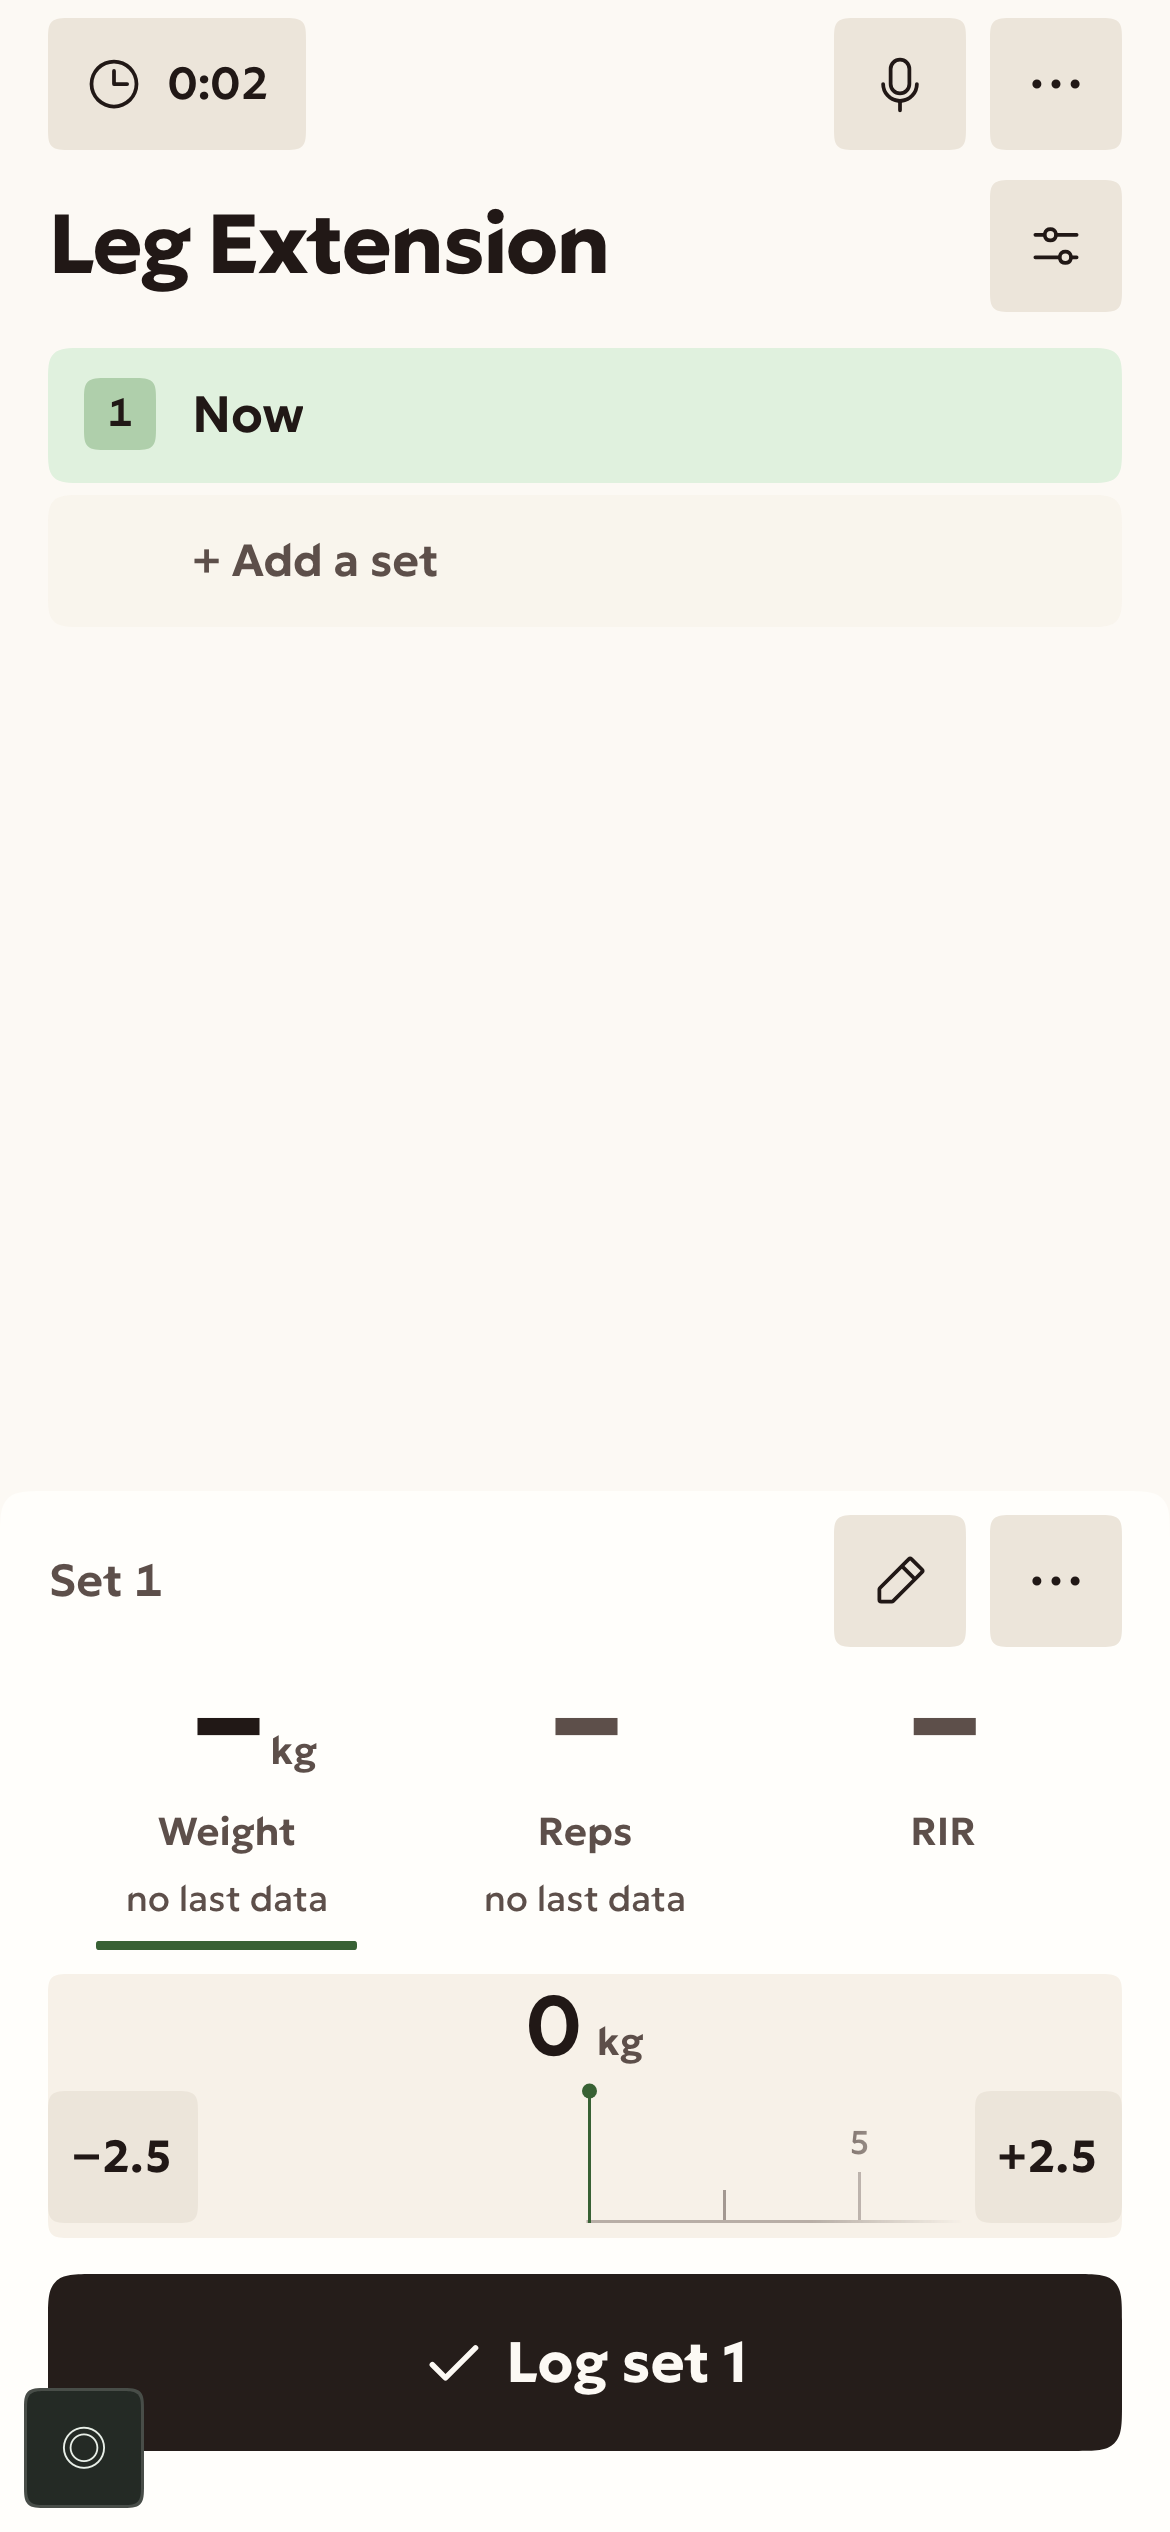 0:02
Leg Extension
1 Now
+ Add a set
Set 1
— kg — —
Weight Reps RIR
no last data no last data
0 kg
5
−2.5 +2.5
Log set 1